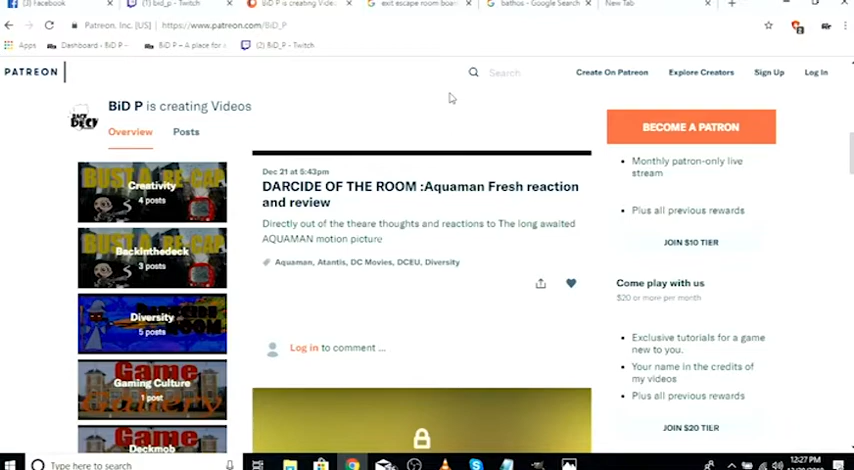 (3) Facebook
(1) bid_p - Twitch
BiD P is creating Vide
exit escape room boar
bathos - Google Search
New Tab
Patreon, Inc. [US]
https://www.patreon.com/BiD_P
Apps
Dashboard - BiD P -
BiD P – A place for a
(2) BiD_P - Twitch
PATREON
Search
Create On Patreon
Explore Creators
Sign Up
Log In
BiD P is creating Videos
Overview
Posts
BECOME A PATRON
Creativity
4 posts
Backinthedeck
3 posts
Diversity
5 posts
Game
Gaming Culture
1 post
Game
Deckmob
Dec 21 at 5:43pm
DARCIDE OF THE ROOM :Aquaman Fresh reaction
and review
Directly out of the theare thoughts and reactions to The long awaited
AQUAMAN motion picture
Aquaman, Atantis, DC Movies, DCEU, Diversity
Log in to comment ...
Monthly patron-only live
stream
Plus all previous rewards
JOIN $10 TIER
Come play with us
$20 or more per month
Exclusive tutorials for a game
new to you.
Your name in the credits of
my videos
Plus all previous rewards
JOIN $20 TIER
Type here to search
12:27 PM